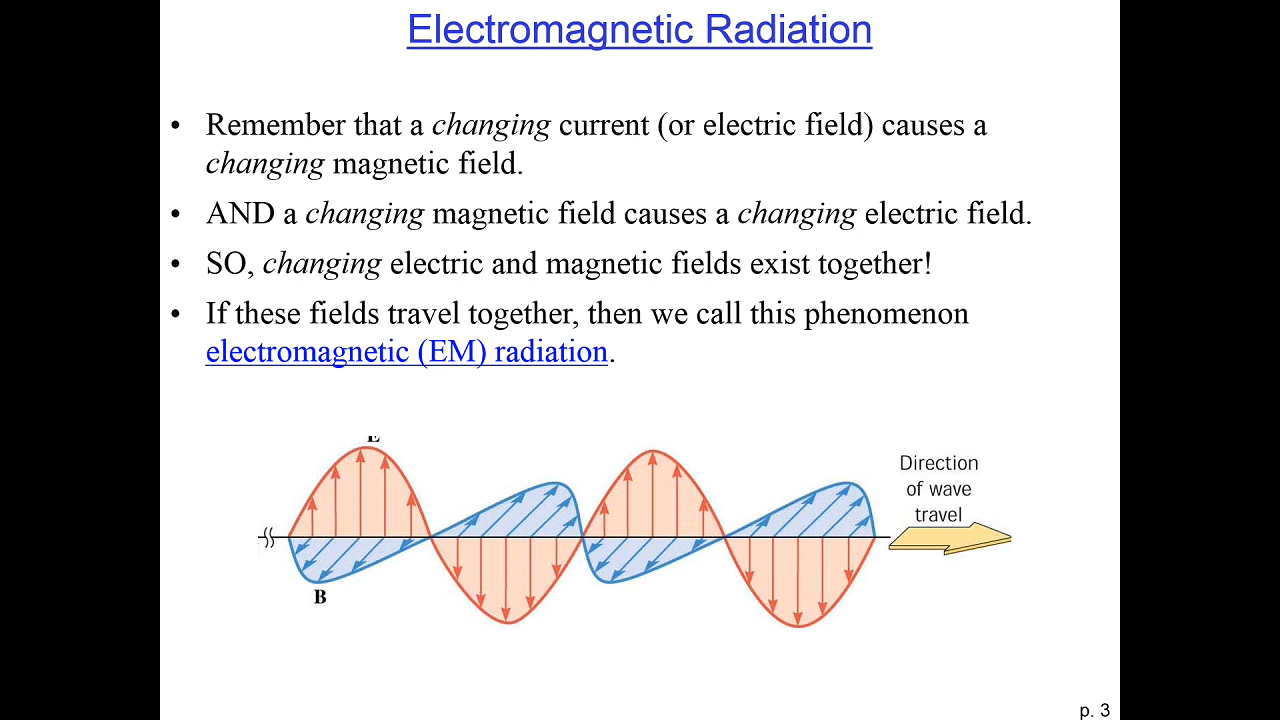 Electromagnetic Radiation
• Remember that a changing current (or electric field) causes a
changing magnetic field.
• AND a changing magnetic field causes a changing electric field.
• SO, changing electric and magnetic fields exist together!
• If these fields travel together, then we call this phenomenon
electromagnetic (EM) radiation.
E
Direction
of wave
travel
B
p. 3